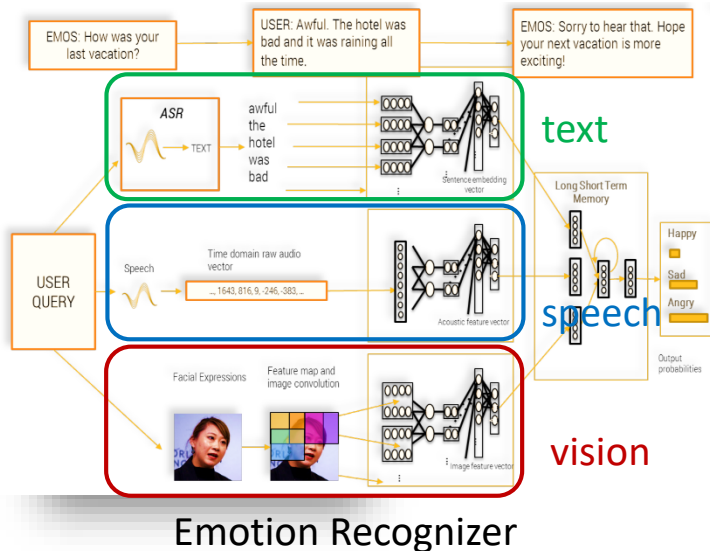 EMOS: How was your
last vacation?
USER: Awful. The hotel was
bad and it was raining all
the time.
EMOS: Sorry to hear that. Hope
your next vacation is more
exciting!
ASR
TEXT
awful
the
hotel
was
bad
⋮
Sentence embedding
vector
text
USER
QUERY
Speech
Time domain raw audio
vector
..., 1643, 816, 9, -246, -383, ...
Acoustic feature vector
speech
Facial Expressions
Feature map and
image convolution
Image feature vector
vision
Long Short Term
Memory
Happy
Sad
Angry
Output
probabilities
Emotion Recognizer